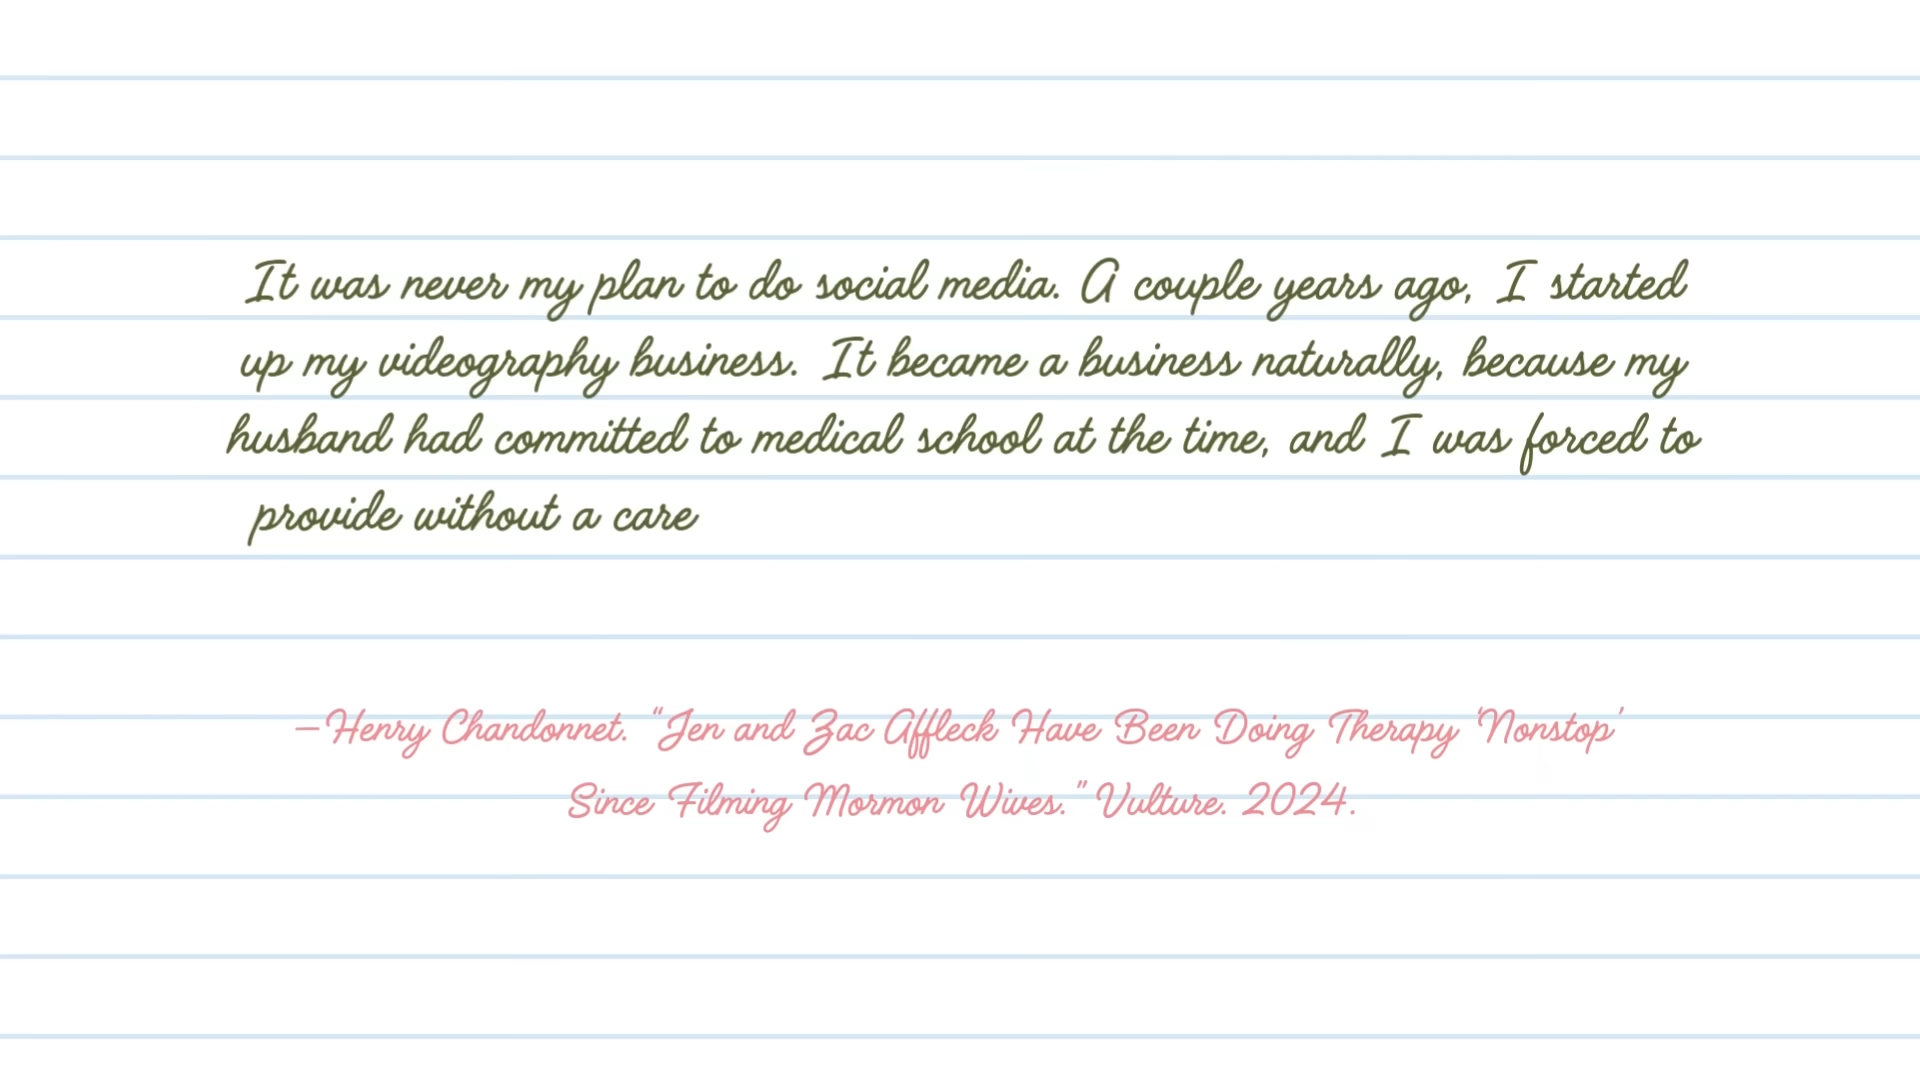 It was never my plan to do social media. A couple years ago, I started
up my videography business. It became a business naturally, because my
husband had committed to medical school at the time, and I was forced to
provide without a care
—Henry Chandonnet. “Jen and Zac Affleck Have Been Doing Therapy ‘Nonstop’
Since Filming Mormon Wives.” Vulture. 2024.